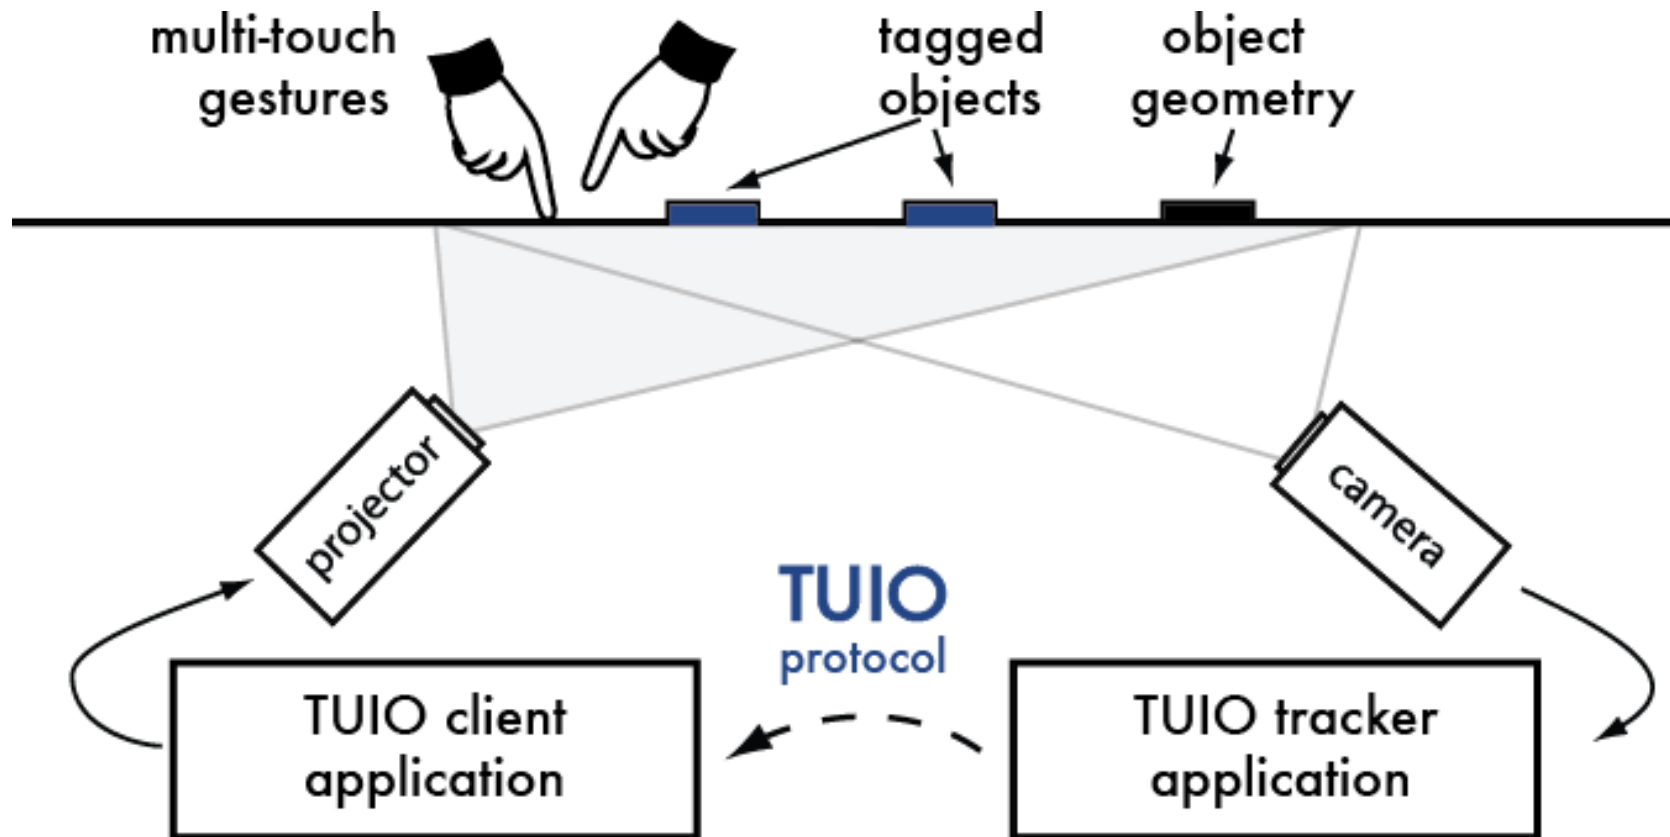 multi-touch
gestures
tagged
objects
object
geometry
projector
camera
TUIO
protocol
TUIO client
application
TUIO tracker
application